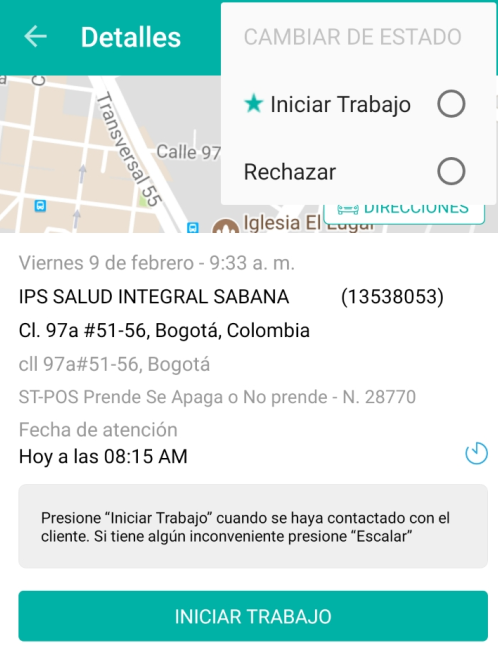 Detalles
CAMBIAR DE ESTADO
★ Iniciar Trabajo
Rechazar
Transversal 55
Calle 97
DIRECCIONES
Iglesia El Lugar
Viernes 9 de febrero - 9:33 a. m.
IPS SALUD INTEGRAL SABANA (13538053)
Cl. 97a #51-56, Bogotá, Colombia
cll 97a#51-56, Bogotá
ST-POS Prende Se Apaga o No prende - N. 28770
Fecha de atención
Hoy a las 08:15 AM
Presione “Iniciar Trabajo” cuando se haya contactado con el
cliente. Si tiene algún inconveniente presione “Escalar”
INICIAR TRABAJO